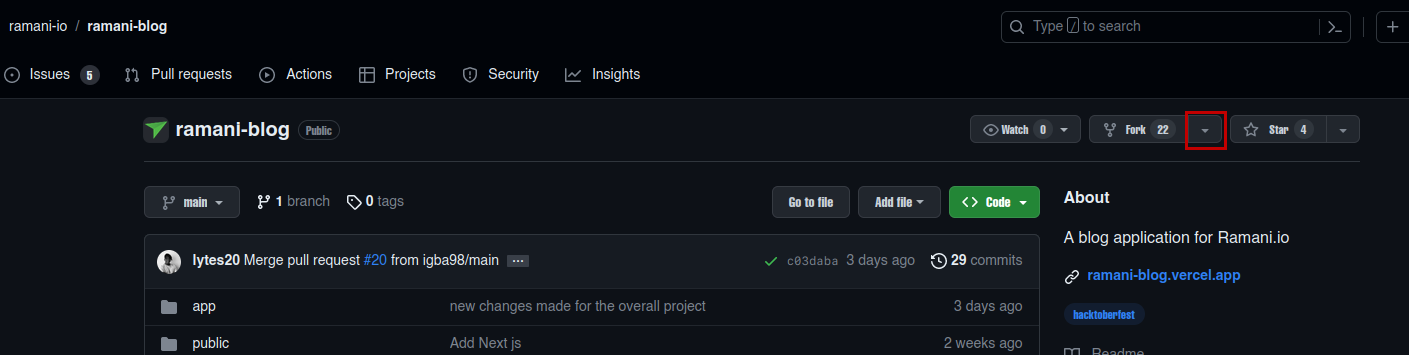 ramani-io / ramani-blog
Type / to search
Issues 5 Pull requests Actions Projects Security Insights
ramani-blog Public
Watch 0 Fork 22 Star 4
main 1 branch 0 tags Go to file Add file Code
About
A blog application for Ramani.io
lytes20 Merge pull request #20 from igba98/main ... c03daba 3 days ago 29 commits
ramani-blog.vercel.app
app new changes made for the overall project 3 days ago
hacktoberfest
public Add Next js 2 weeks ago
Readme